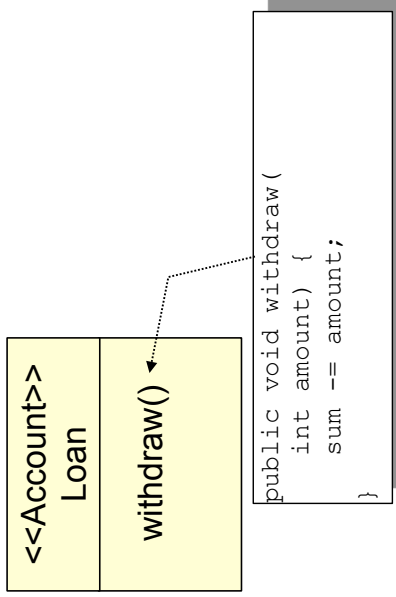 <<Account>>
Loan
withdraw()
public void withdraw(
int amount) {
sum -= amount;
}